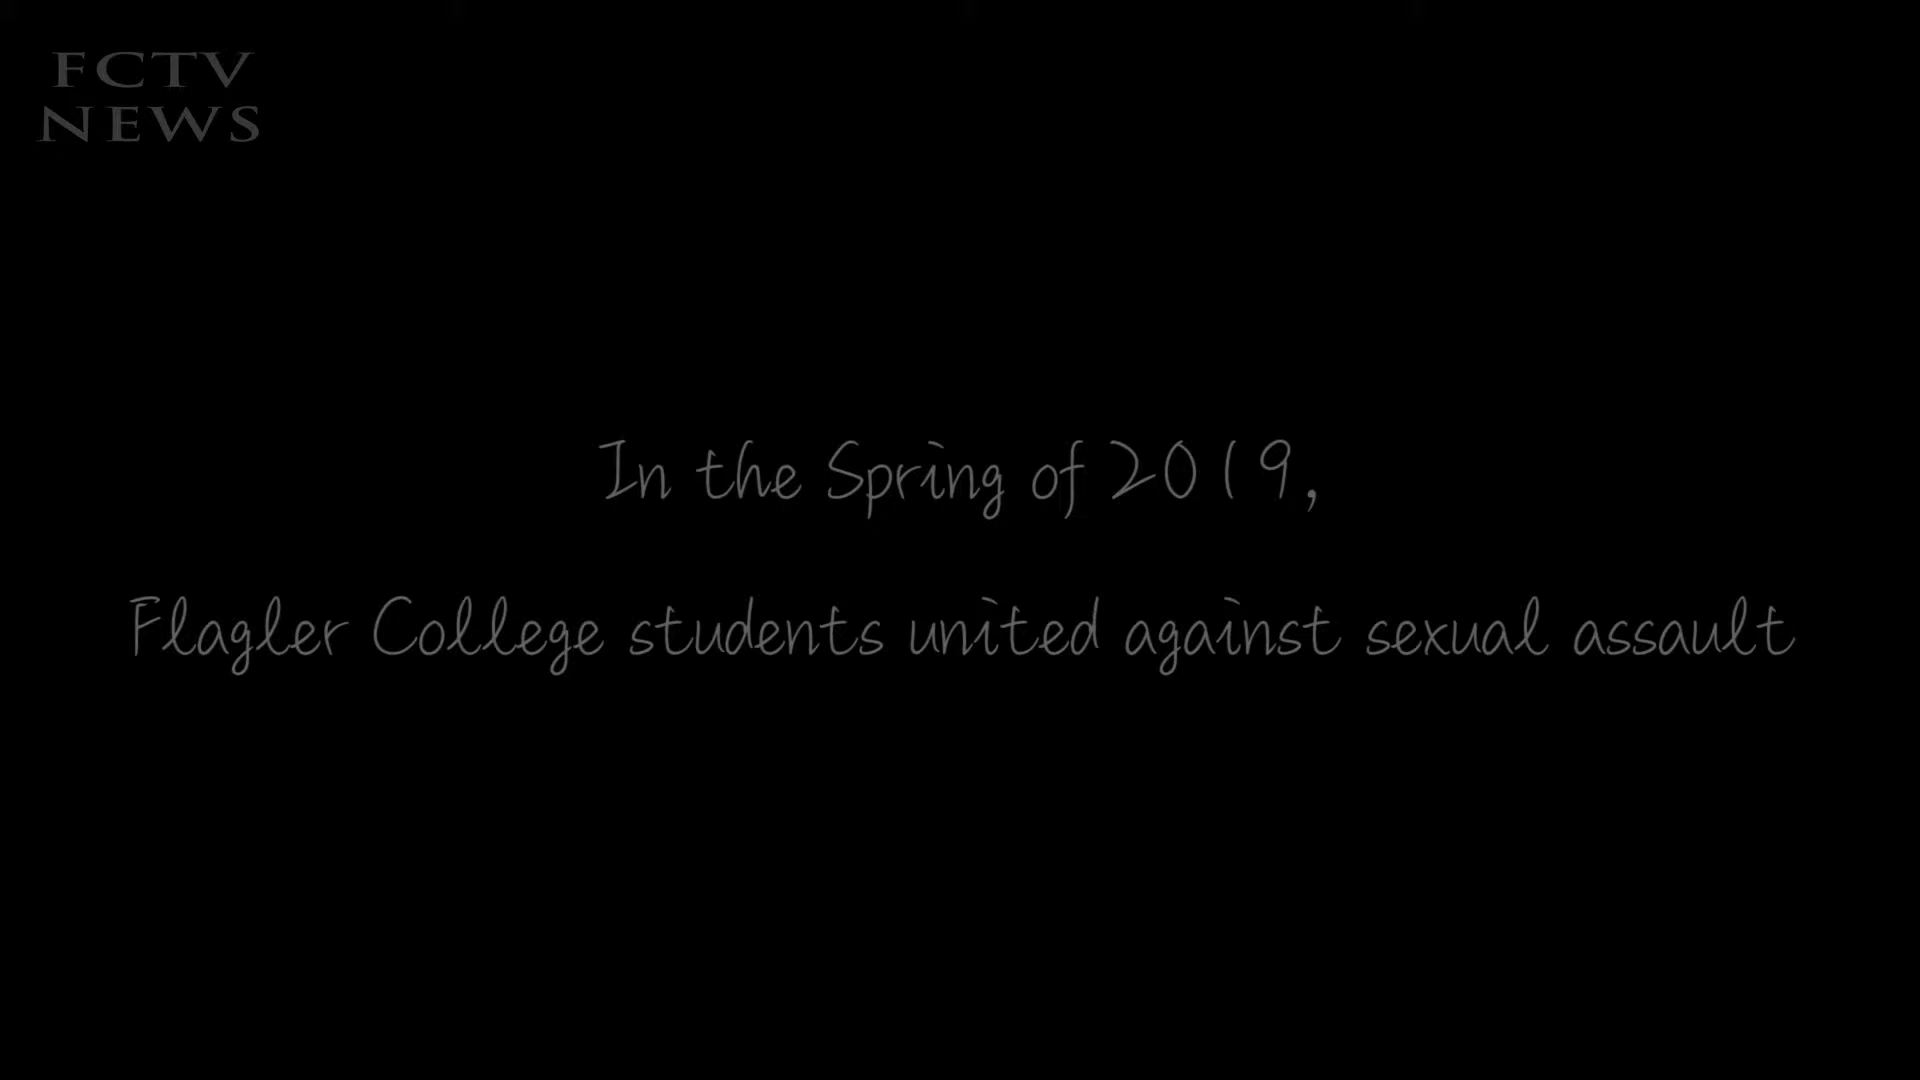 FCTV
NEWS
In the Spring of 2019,
Flagler College students united against sexual assault